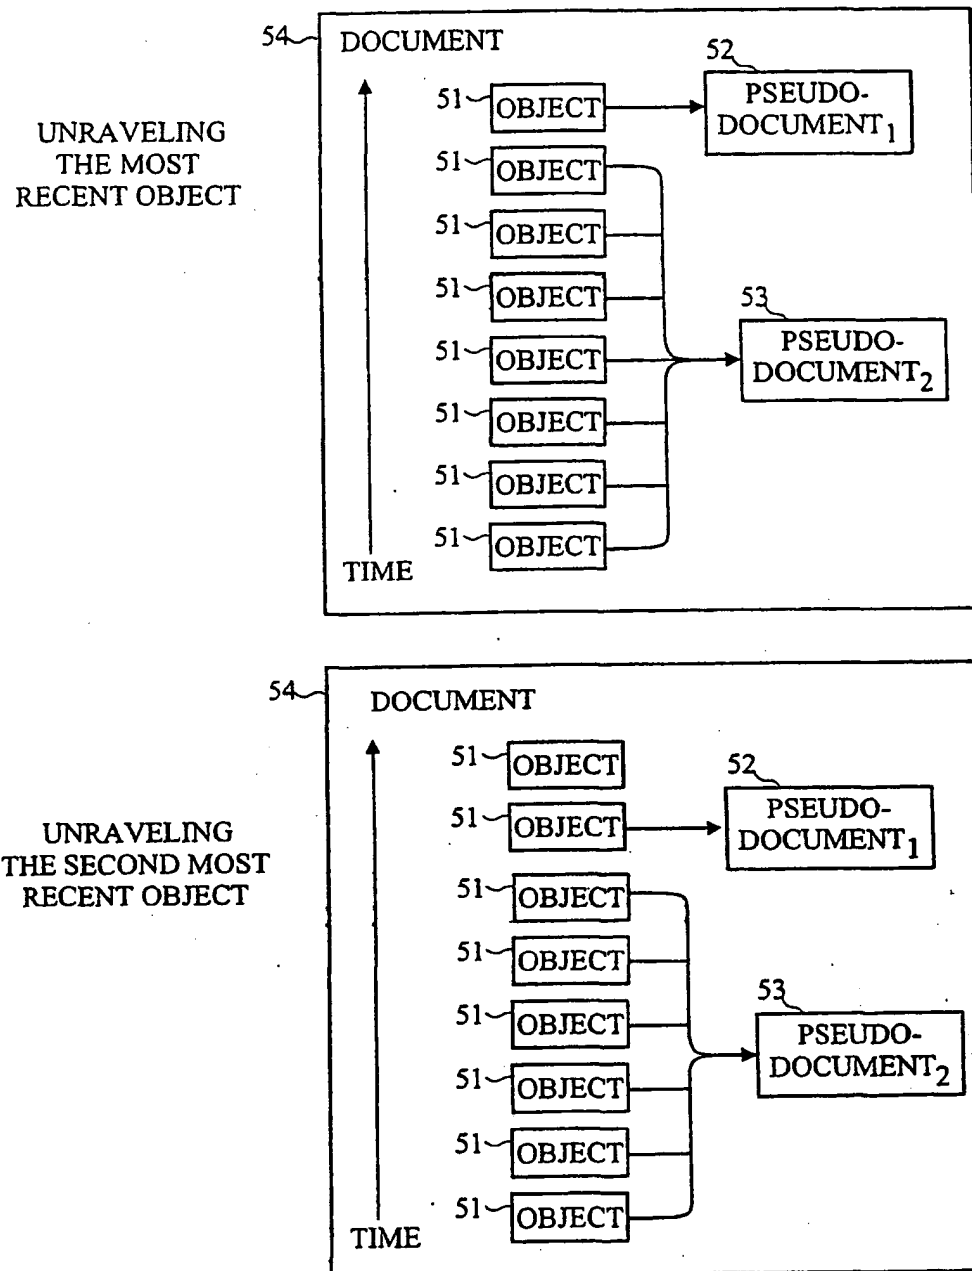 54 DOCUMENT
UNRAVELING
THE MOST
RECENT OBJECT
51 OBJECT
52
PSEUDO-
DOCUMENT1
51 OBJECT
51 OBJECT
51 OBJECT
51 OBJECT
51 OBJECT
51 OBJECT
51 OBJECT
53
PSEUDO-
DOCUMENT2
TIME
54 DOCUMENT
UNRAVELING
THE SECOND MOST
RECENT OBJECT
51 OBJECT
51 OBJECT
52
PSEUDO-
DOCUMENT1
51 OBJECT
51 OBJECT
51 OBJECT
51 OBJECT
51 OBJECT
51 OBJECT
53
PSEUDO-
DOCUMENT2
TIME